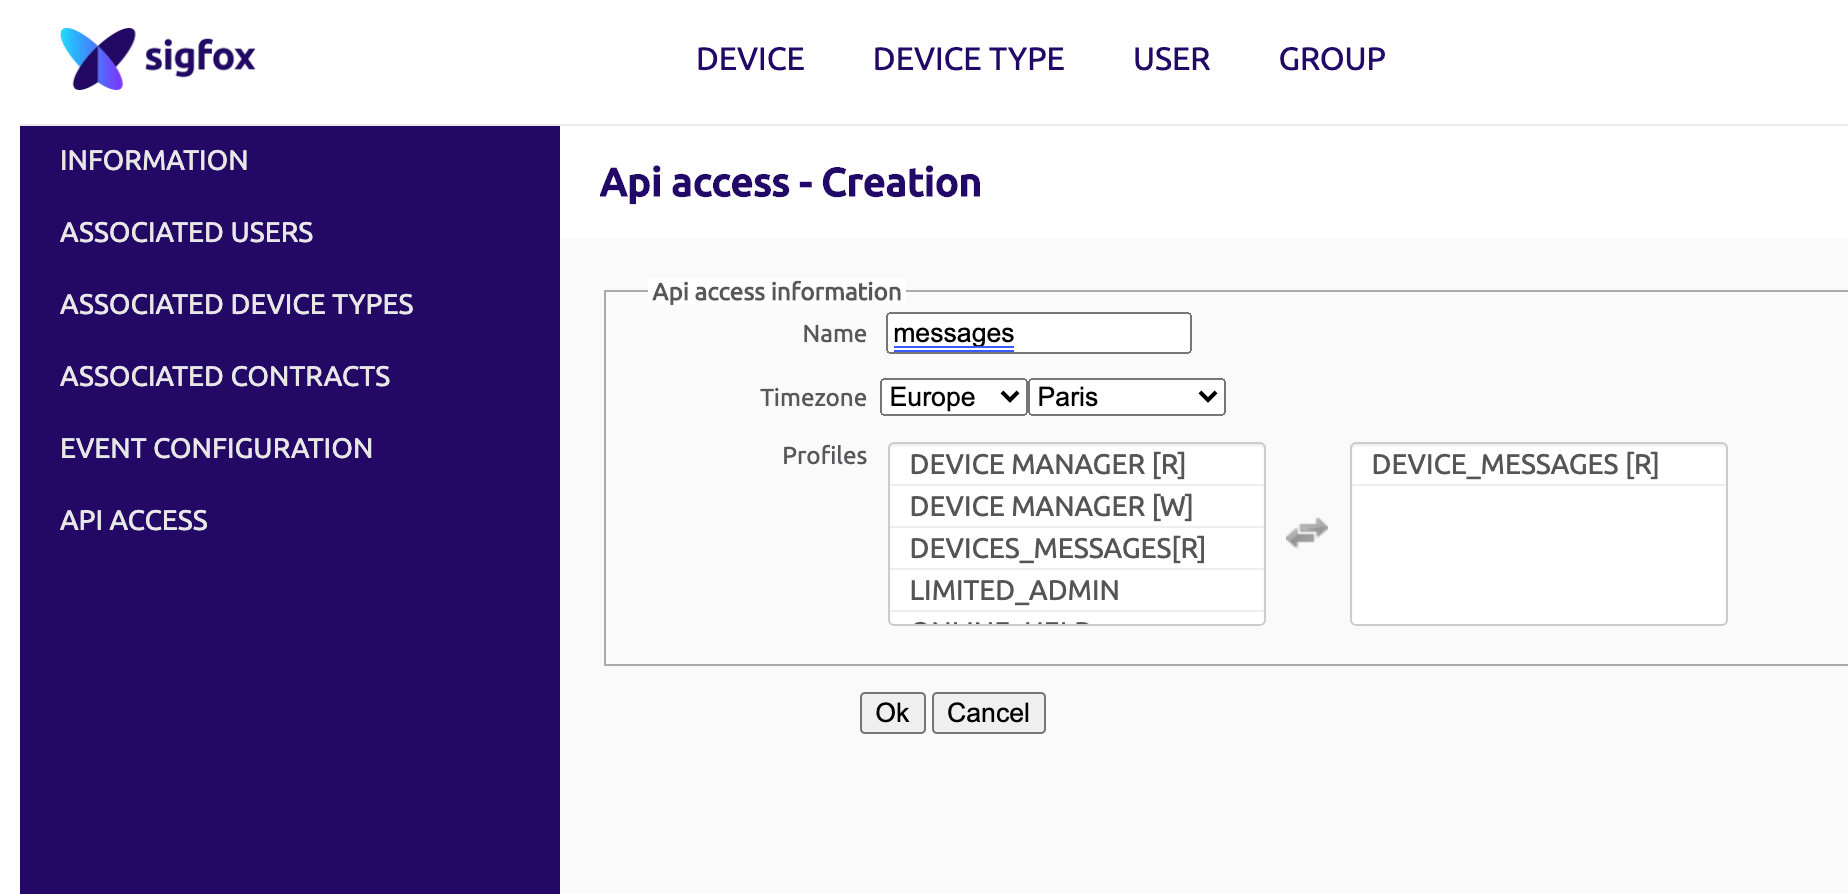 sigfox
DEVICE DEVICE TYPE USER GROUP
INFORMATION
ASSOCIATED USERS
ASSOCIATED DEVICE TYPES
ASSOCIATED CONTRACTS
EVENT CONFIGURATION
API ACCESS
Api access - Creation
Api access information
Name messages
Timezone Europe Paris
Profiles
DEVICE MANAGER [R]
DEVICE MANAGER [W]
DEVICES_MESSAGES[R]
LIMITED_ADMIN
DEVICE_MESSAGES [R]
Ok Cancel